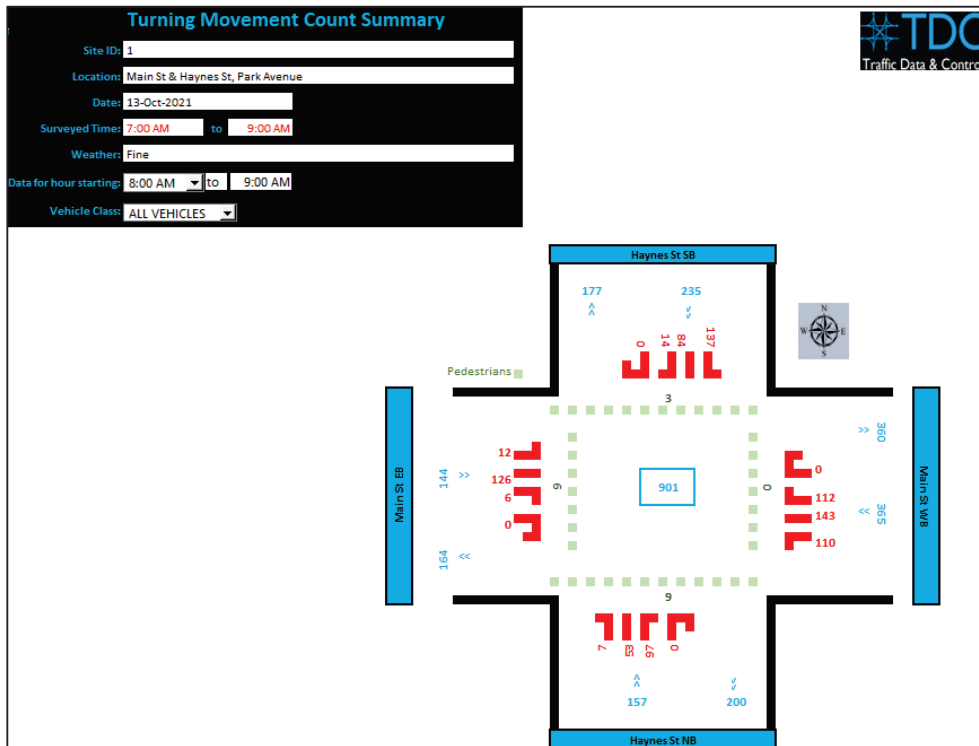 Turning Movement Count Summary
Site ID: 1
Location: Main St & Haynes St, Park Avenue
Date: 13-Oct-2021
Surveyed Time: 7:00 AM to 9:00 AM
Weather: Fine
Data for hour starting: 8:00 AM to 9:00 AM
Vehicle Class: ALL VEHICLES
TDC
Traffic Data & Control
Haynes St SB
177 235
>> >>
0 14 84 137
N
W E
S
Pedestrians
3
Main St EB
144 >>
12
126
6
0
164 <<
6
901
0
0
112
143
110
>> 360
<< 365
Main St WB
9
7 53 97 0
>> >>
157 200
Haynes St NB